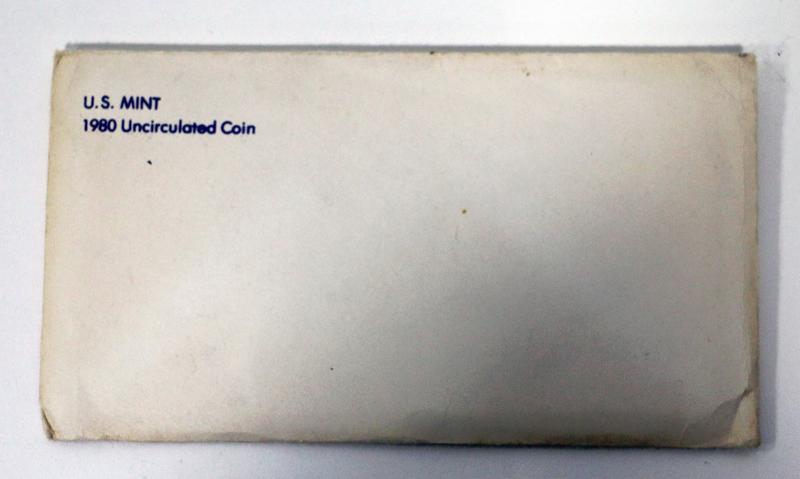 U.S. MINT
1980 Uncirculated Coin